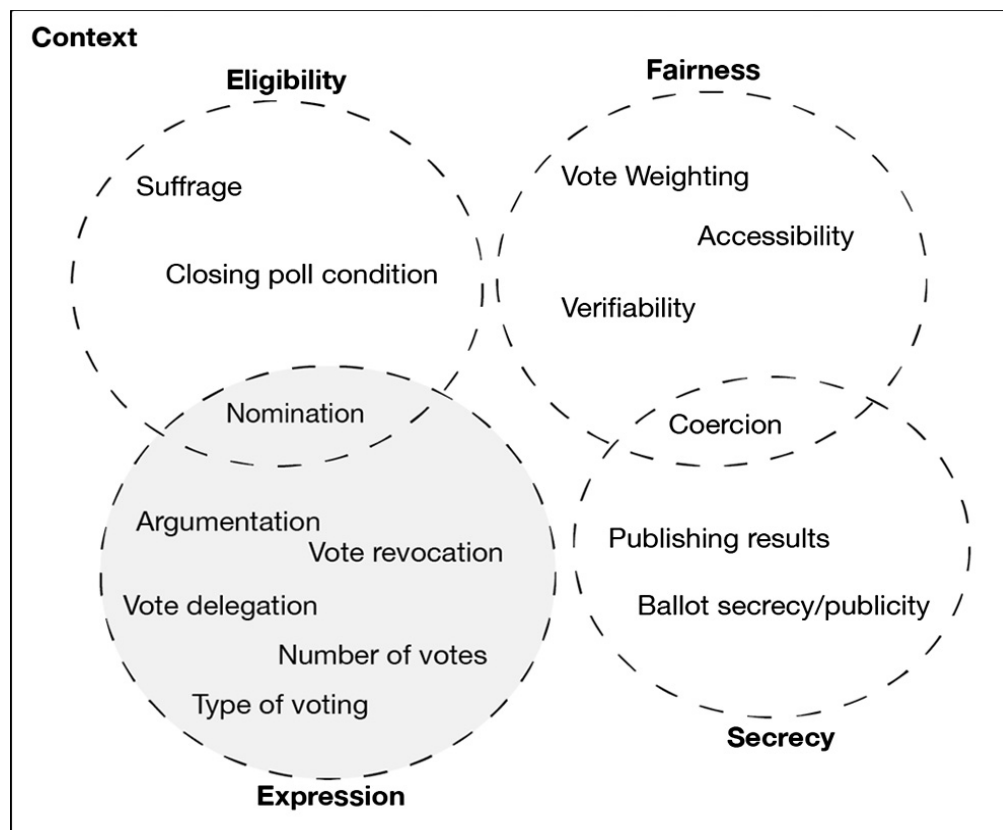 Context
Eligibility
Fairness
Suffrage
Vote Weighting
Accessibility
Closing poll condition
Verifiability
Nomination
Coercion
Argumentation
Vote revocation
Publishing results
Vote delegation
Ballot secrecy/publicity
Number of votes
Type of voting
Secrecy
Expression